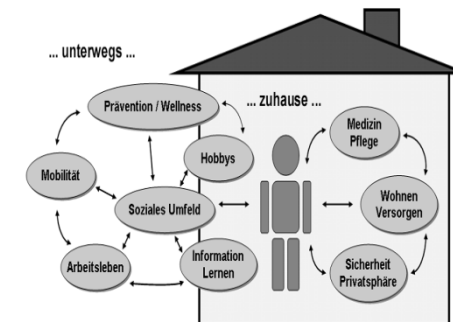 ... unterwegs ...
Prävention / Wellness
... zuhause ...
Medizin
Pflege
Hobbys
Mobilität
Wohnen
Versorgen
Soziales Umfeld
Arbeitsleben
Information
Lernen
Sicherheit
Privatsphäre